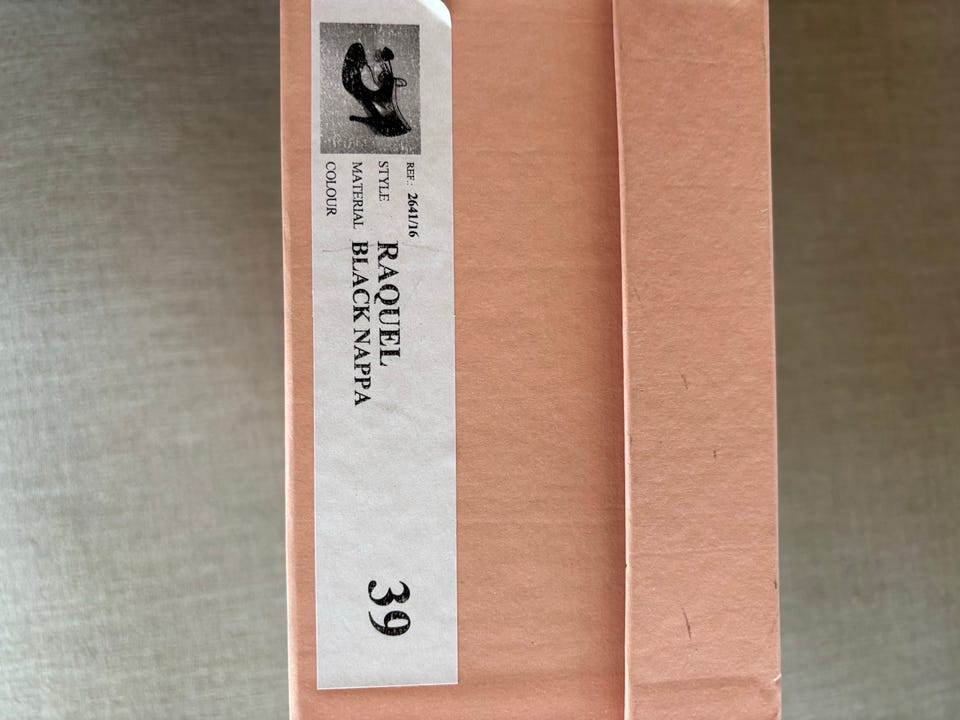 REF.: 2641/16
STYLE RAQUEL
MATERIAL BLACK NAPPA
COLOUR
39